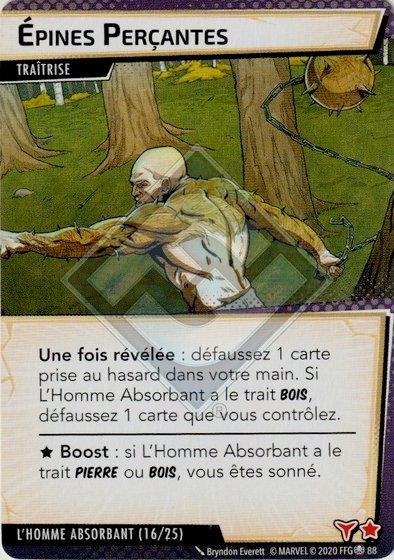 Épines Perçantes
TRAÎTRISE
Une fois révélée : défaussez 1 carte
prise au hasard dans votre main. Si
L'Homme Absorbant a le trait BOIS,
défaussez 1 carte que vous contrôlez.
★ Boost : si L'Homme Absorbant a le
trait PIERRE ou BOIS, vous êtes sonné.
L'HOMME ABSORBANT (16/25)
Bryndon Everett © MARVEL © 2020 FFG 88